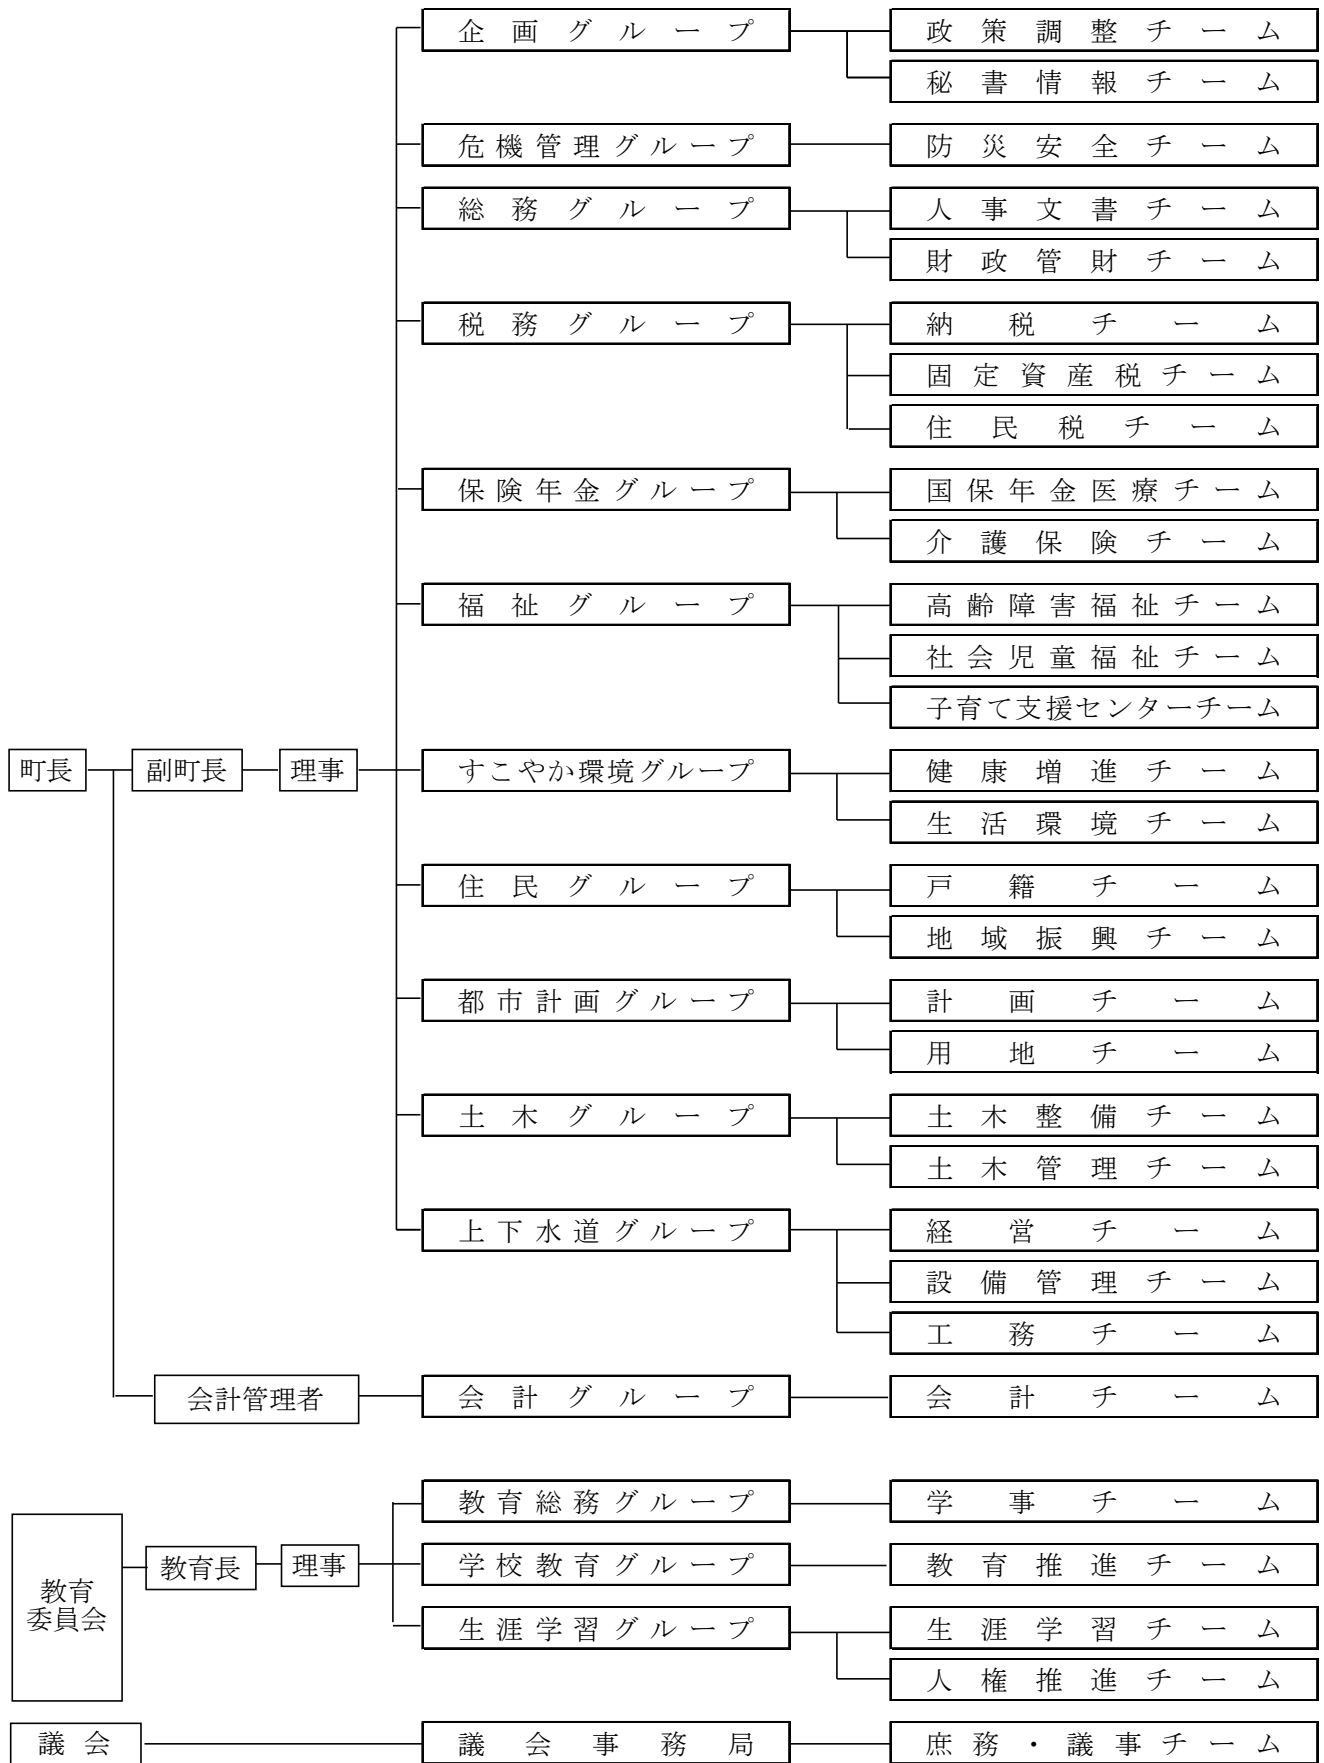 企画グループ
政策調整チーム
秘書情報チーム
危機管理グループ
防災安全チーム
総務グループ
人事文書チーム
財政管財チーム
税務グループ
納税チーム
固定資産税チーム
住民税チーム
保険年金グループ
国保年金医療チーム
介護保険チーム
福祉グループ
高齢障害福祉チーム
社会児童福祉チーム
子育て支援センターチーム
町長
副町長
理事
すこやか環境グループ
健康増進チーム
生活環境チーム
住民グループ
戸籍チーム
地域振興チーム
都市計画グループ
計画チーム
用地チーム
土木グループ
土木整備チーム
土木管理チーム
上下水道グループ
経営チーム
設備管理チーム
工務チーム
会計管理者
会計グループ
会計チーム
教育総務グループ
学事チーム
教育
委員会
教育長
理事
学校教育グループ
教育推進チーム
生涯学習グループ
生涯学習チーム
人権推進チーム
議会
議会事務局
庶務・議事チーム